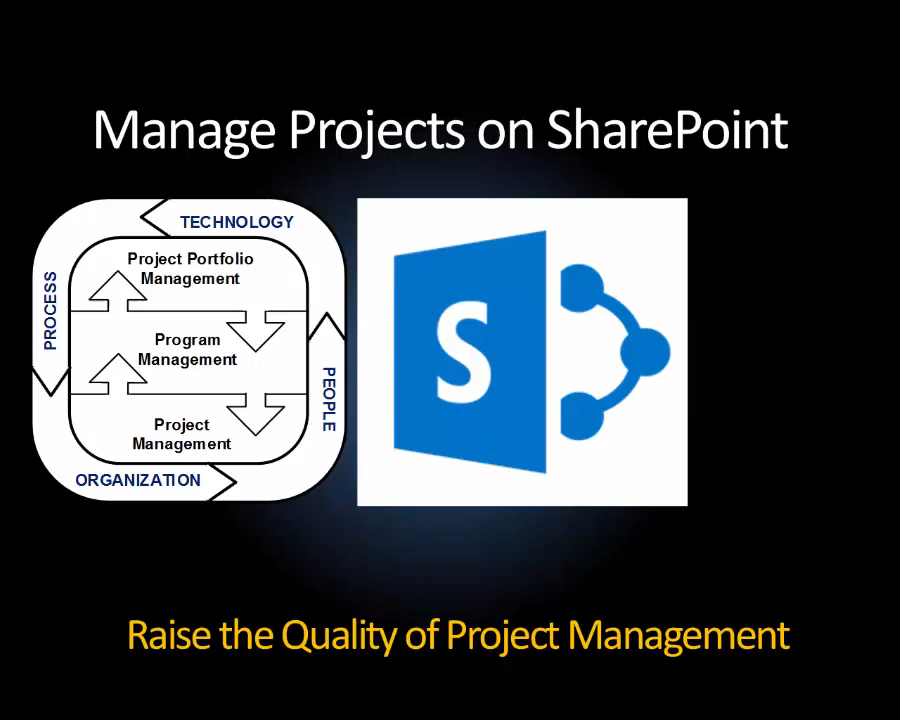 Manage Projects on SharePoint
TECHNOLOGY
PROCESS
Project Portfolio
Management
Program
Management
Project
Management
PEOPLE
ORGANIZATION
S
Raise the Quality of Project Management